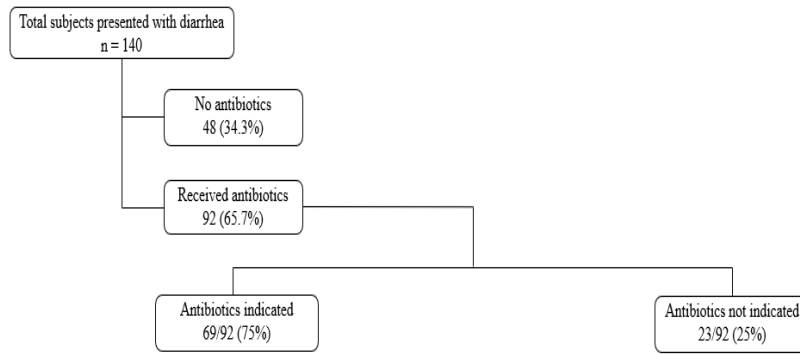 Total subjects presented with diarrhea
n = 140
No antibiotics
48 (34.3%)
Received antibiotics
92 (65.7%)
Antibiotics indicated
69/92 (75%)
Antibiotics not indicated
23/92 (25%)